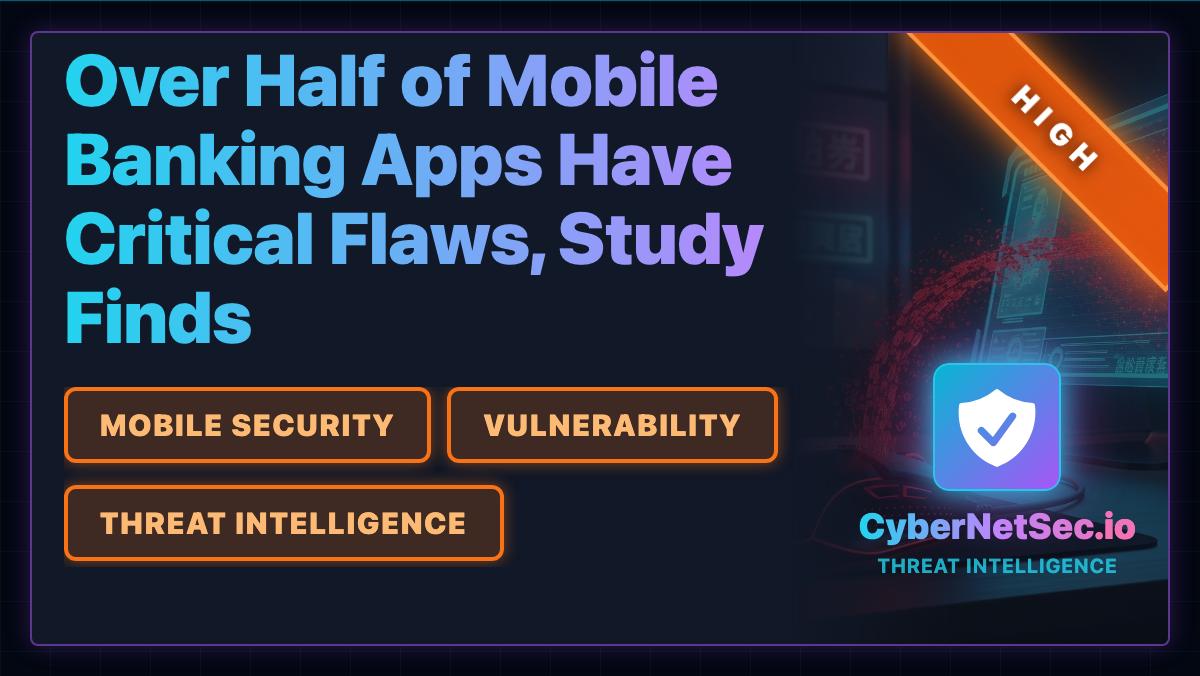 Over Half of Mobile
Banking Apps Have
Critical Flaws, Study
Finds
HIGH
MOBILE SECURITY
VULNERABILITY
THREAT INTELLIGENCE
CyberNetSec.io
THREAT INTELLIGENCE